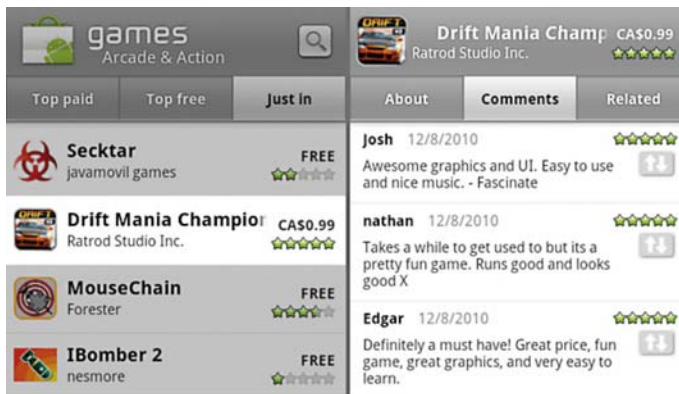 games
Arcade & Action
Top paid
Top free
Just in
Secktar
javamovil games
FREE
Drift Mania Champior
Ratrod Studio Inc.
CA$0.99
MouseChain
Forester
FREE
IBomber 2
nesmore
FREE
DRIFT
Drift Mania Champ
Ratrod Studio Inc.
CA$0.99
About
Comments
Related
Josh 12/8/2010
Awesome graphics and UI. Easy to use
and nice music. - Fascinate
nathan 12/8/2010
Takes a while to get used to but its a
pretty fun game. Runs good and looks
good X
Edgar 12/8/2010
Definitely a must have! Great price, fun
game, great graphics, and very easy to
learn.